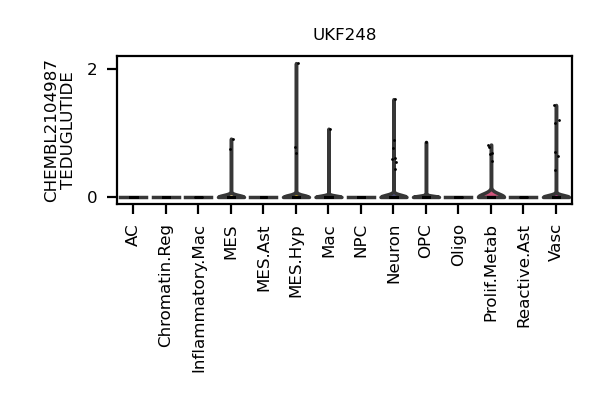 UKF248
CHEMBL2104987
TEDUGLUTIDE
2
0
AC
Chromatin.Reg
Inflammatory.Mac
MES
MES.Ast
MES.Hyp
Mac
NPC
Neuron
OPC
Oligo
Prolif.Metab
Reactive.Ast
Vasc